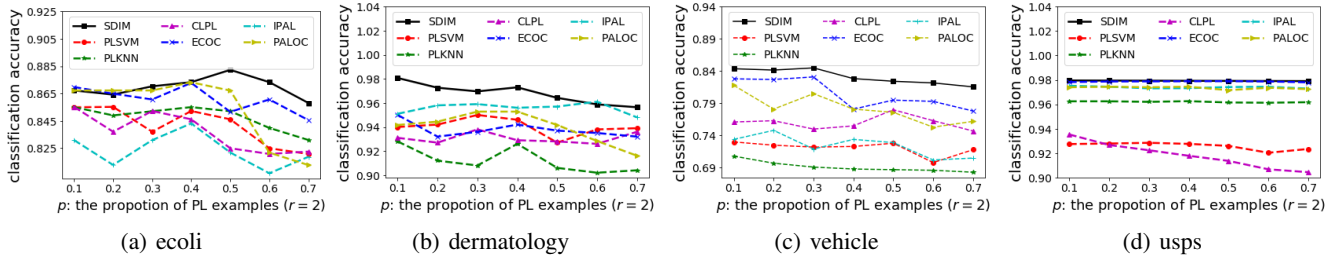 classification accuracy
0.925
0.905
0.885
0.865
0.845
0.825
SDIM
PLSVM
PLKNN
CLPL
ECOC
IPAL
PALOC
0.1 0.2 0.3 0.4 0.5 0.6 0.7
p: the propotion of PL examples (r = 2)
(a) ecoli
classification accuracy
1.04
1.02
1.00
0.98
0.96
0.94
0.92
0.90
SDIM
PLSVM
PLKNN
CLPL
ECOC
IPAL
PALOC
0.1 0.2 0.3 0.4 0.5 0.6 0.7
p: the propotion of PL examples (r = 2)
(b) dermatology
classification accuracy
0.94
0.84
0.79
0.74
0.69
SDIM
PLSVM
PLKNN
CLPL
ECOC
IPAL
PALOC
0.1 0.2 0.3 0.4 0.5 0.6 0.7
p: the propotion of PL examples (r = 2)
(c) vehicle
classification accuracy
1.04
1.02
1.00
0.98
0.96
0.94
0.92
0.90
SDIM
PLSVM
PLKNN
CLPL
ECOC
IPAL
PALOC
0.1 0.2 0.3 0.4 0.5 0.6 0.7
p: the propotion of PL examples (r = 2)
(d) usps